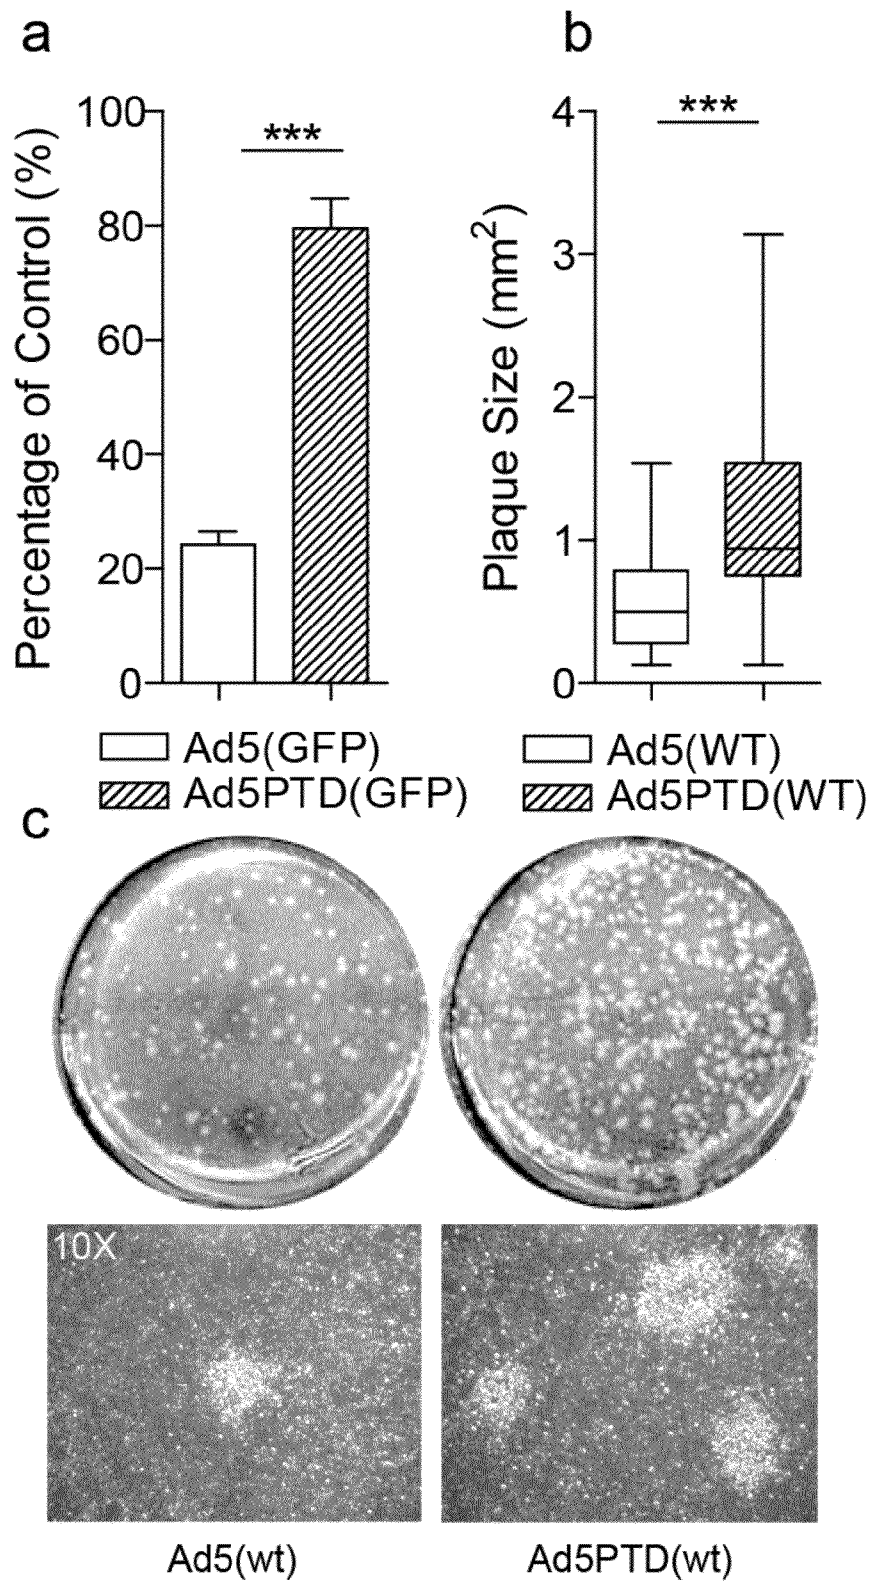 a
b
100
80
60
40
20
0
Percentage of Control (%)
***
4
3
2
1
0
Plaque Size (mm²)
***
Ad5(GFP)
Ad5PTD(GFP)
Ad5(WT)
Ad5PTD(WT)
c
10X
Ad5(wt)
Ad5PTD(wt)